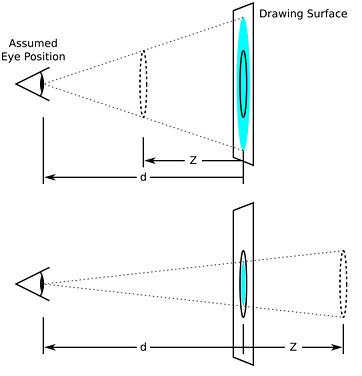 Drawing Surface
Assumed
Eye Position
Z
d
d
Z